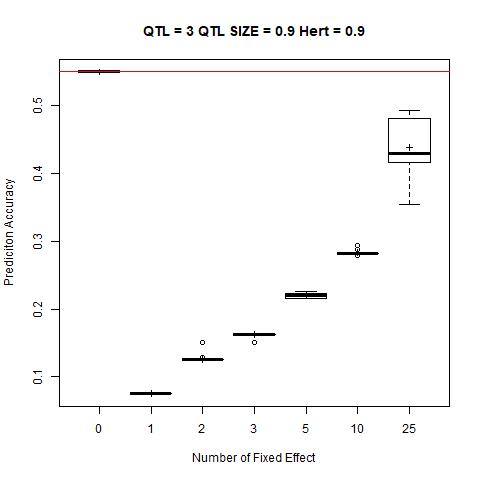 QTL = 3 QTL SIZE = 0.9 Hert = 0.9
Prediciton Accuracy
0.5
0.4
0.3
0.2
0.1
0 1 2 3 5 10 25
Number of Fixed Effect